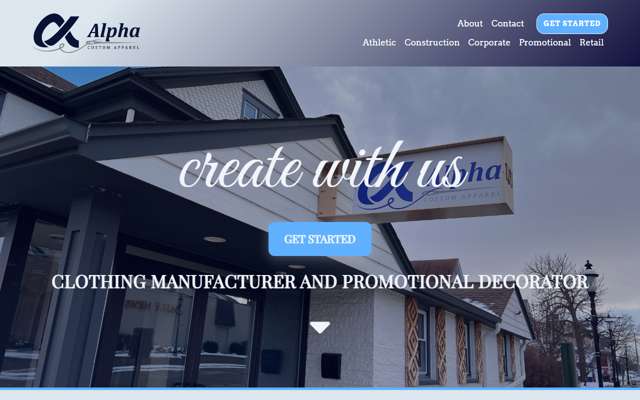 Alpha
CUSTOM APPAREL
About Contact GET STARTED
Athletic Construction Corporate Promotional Retail
create with us
Alpha
CUSTOM APPAREL
GET STARTED
CLOTHING MANUFACTURER AND PROMOTIONAL DECORATOR